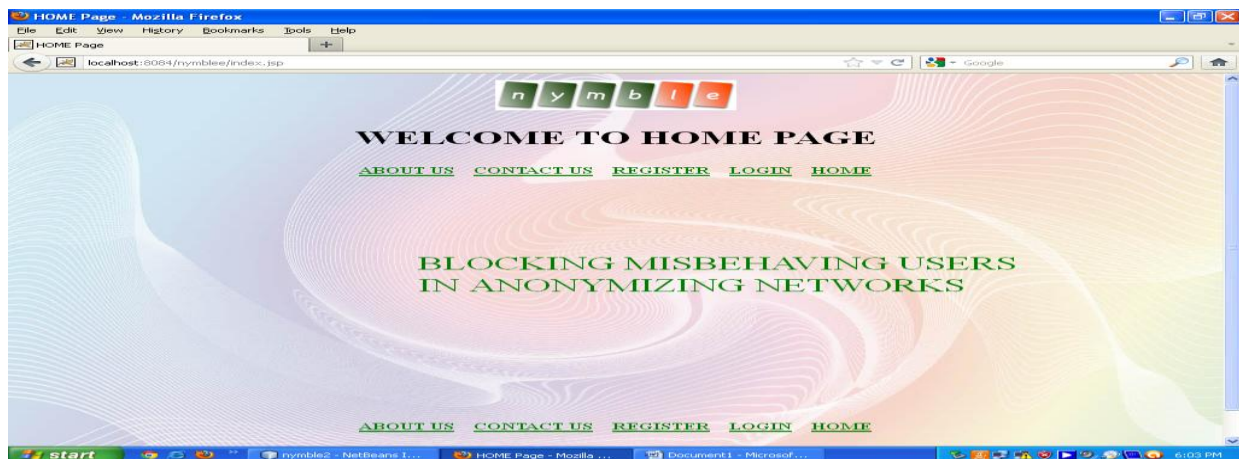 HOME Page - Mozilla Firefox
File Edit View History Bookmarks Tools Help
HOME Page
localhost:8084/nymblee/index.jsp Google
nymble
WELCOME TO HOME PAGE
ABOUT US CONTACT US REGISTER LOGIN HOME
BLOCKING MISBEHAVING USERS
IN ANONYMIZING NETWORKS
ABOUT US CONTACT US REGISTER LOGIN HOME
start nymble2 - NetBeans I... HOME Page - Mozilla ... Document1 - Microsof... 6:03 PM